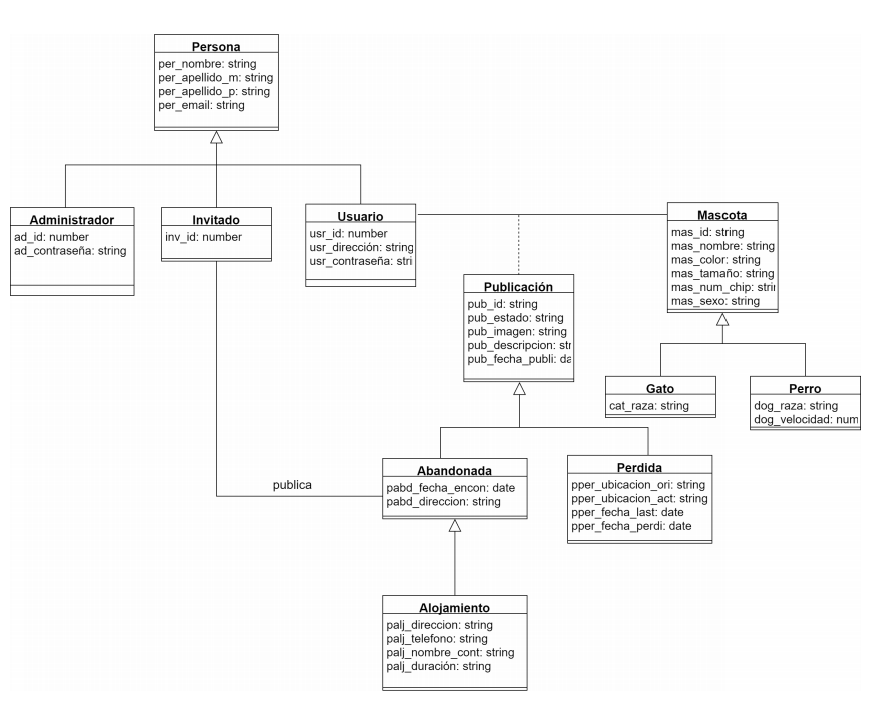 Persona
per_nombre: string
per_apellido_m: string
per_apellido_p: string
per_email: string
Administrador
ad_id: number
ad_contraseña: string
Invitado
inv_id: number
Usuario
usr_id: number
usr_dirección: string
usr_contraseña: stri
Mascota
mas_id: string
mas_nombre: string
mas_color: string
mas_tamaño: string
mas_num_chip: strin
mas_sexo: string
Publicación
pub_id: string
pub_estado: string
pub_imagen: string
pub_descripcion: str
pub_fecha_publi: da
Gato
cat_raza: string
Perro
dog_raza: string
dog_velocidad: num
publica
Abandonada
pabd_fecha_encon: date
pabd_direccion: string
Perdida
pper_ubicacion_ori: string
pper_ubicacion_act: string
pper_fecha_last: date
pper_fecha_perdi: date
Alojamiento
palj_direccion: string
palj_telefono: string
palj_nombre_cont: string
palj_duración: string